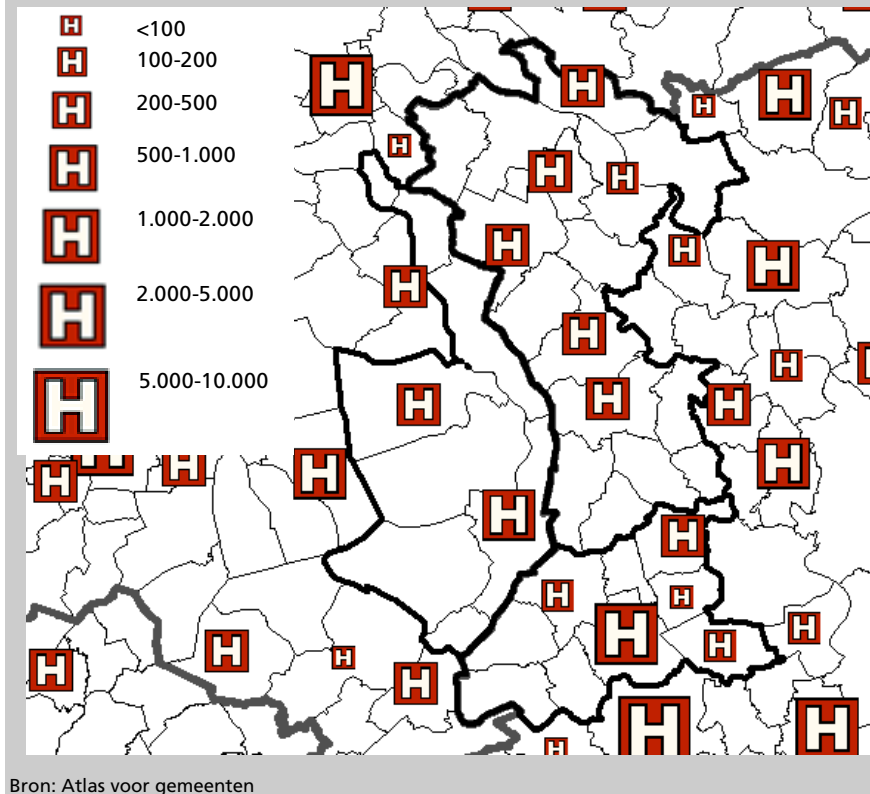 H <100
H 100-200
H 200-500
H 500-1.000
H 1.000-2.000
H 2.000-5.000
H 5.000-10.000
Bron: Atlas voor gemeenten